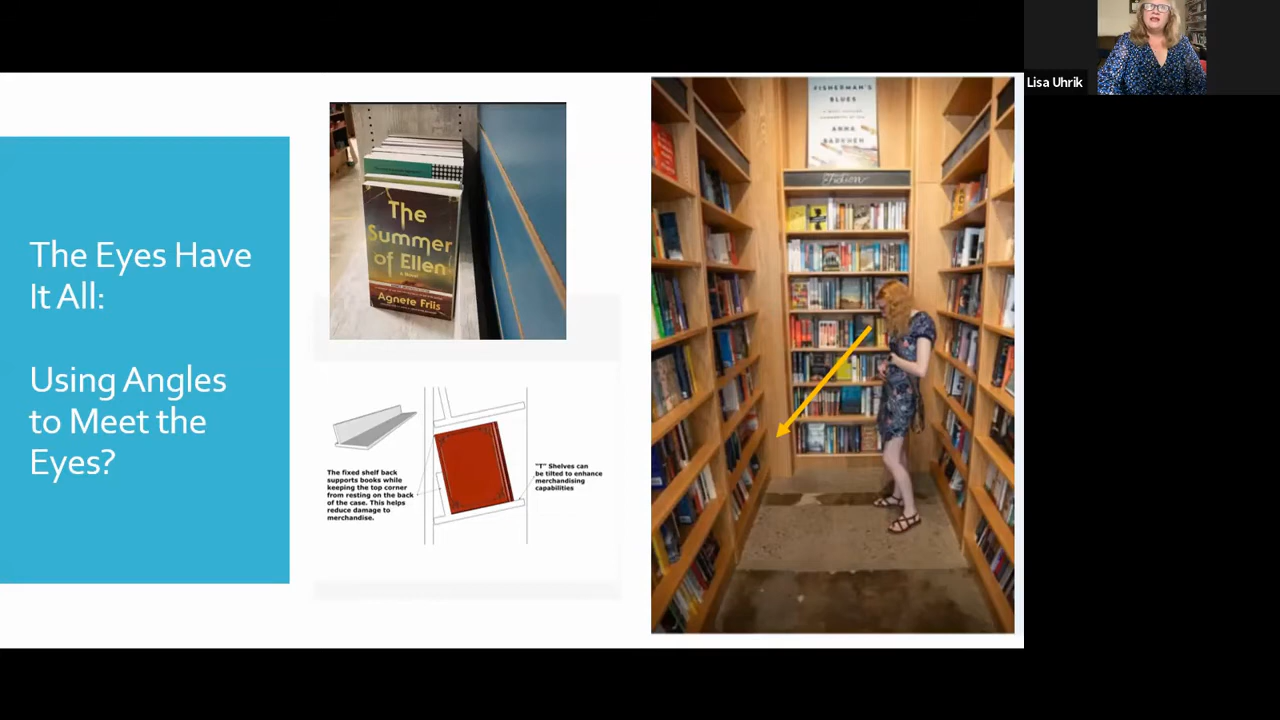 Lisa Uhrik
The Eyes Have
It All:
Using Angles
to Meet the
Eyes?
The
Summer
of Ellen
Agnete Friis
The fixed shelf back
supports books while
keeping the top corner
from resting on the back
of the case. This helps
reduce damage to
merchandise.
"T" Shelves can
be tilted to enhance
merchandising
capabilities
FISHERMAN'S
BLUES
ANNA
BADKHEN
Fiction